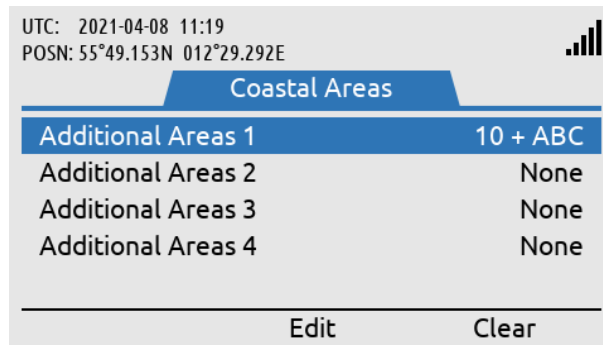 UTC: 2021-04-08 11:19
POSN: 55°49.153N 012°29.292E
Coastal Areas
Additional Areas 1 10 + ABC
Additional Areas 2 None
Additional Areas 3 None
Additional Areas 4 None
Edit Clear